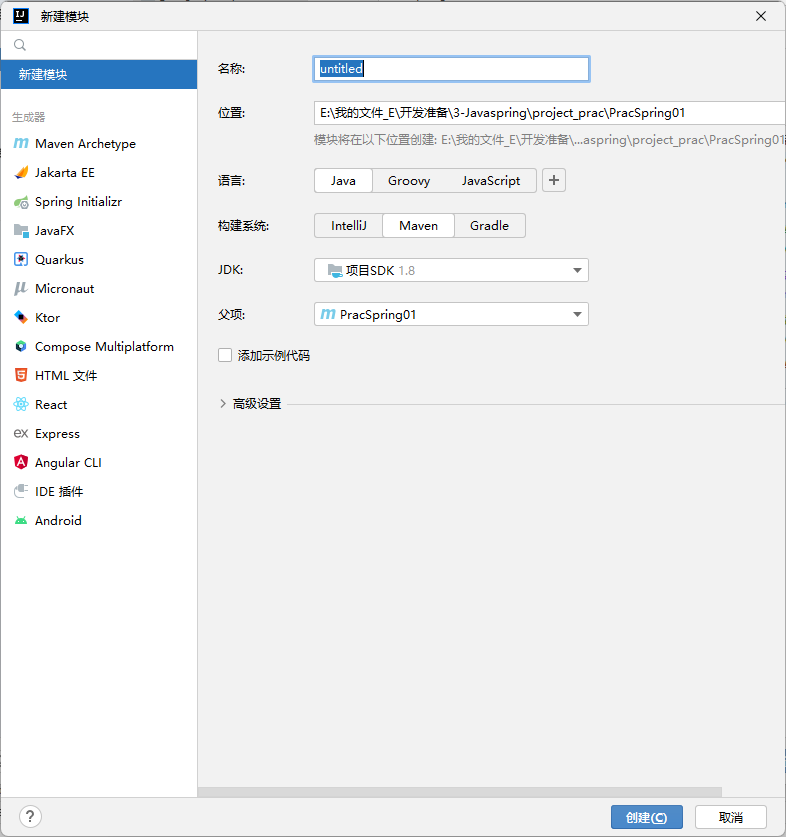 新建模块
新建模块
生成器
Maven Archetype
Jakarta EE
Spring Initializr
JavaFX
Quarkus
Micronaut
Ktor
Compose Multiplatform
HTML 文件
React
Express
Angular CLI
IDE 插件
Android
名称: untitled
位置: E:\我的文件_E\开发准备\3-Javaspring\project_prac\PracSpring01
模块将在以下位置创建: E:\我的文件_E\开发准备\...aspring\project_prac\PracSpring01
语言: Java Groovy JavaScript +
构建系统: IntelliJ Maven Gradle
JDK: 项目SDK 1.8
父项: PracSpring01
添加示例代码
高级设置
? 创建(C) 取消